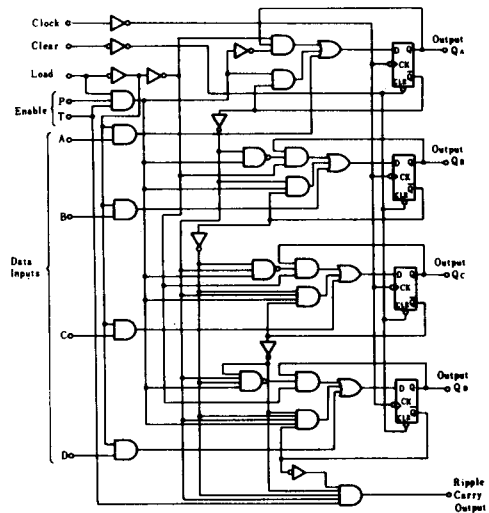 Clock
Clear
Load
Enable
P
T
A
B
C
D
Data
Inputs
Output
QA
D Q
CK
Q
CLR
Output
QB
D Q
CK
Q
CLR
Output
QC
D Q
CK
Q
CLR
Output
QD
D Q
CK
Q
CLR
Ripple
Carry
Output